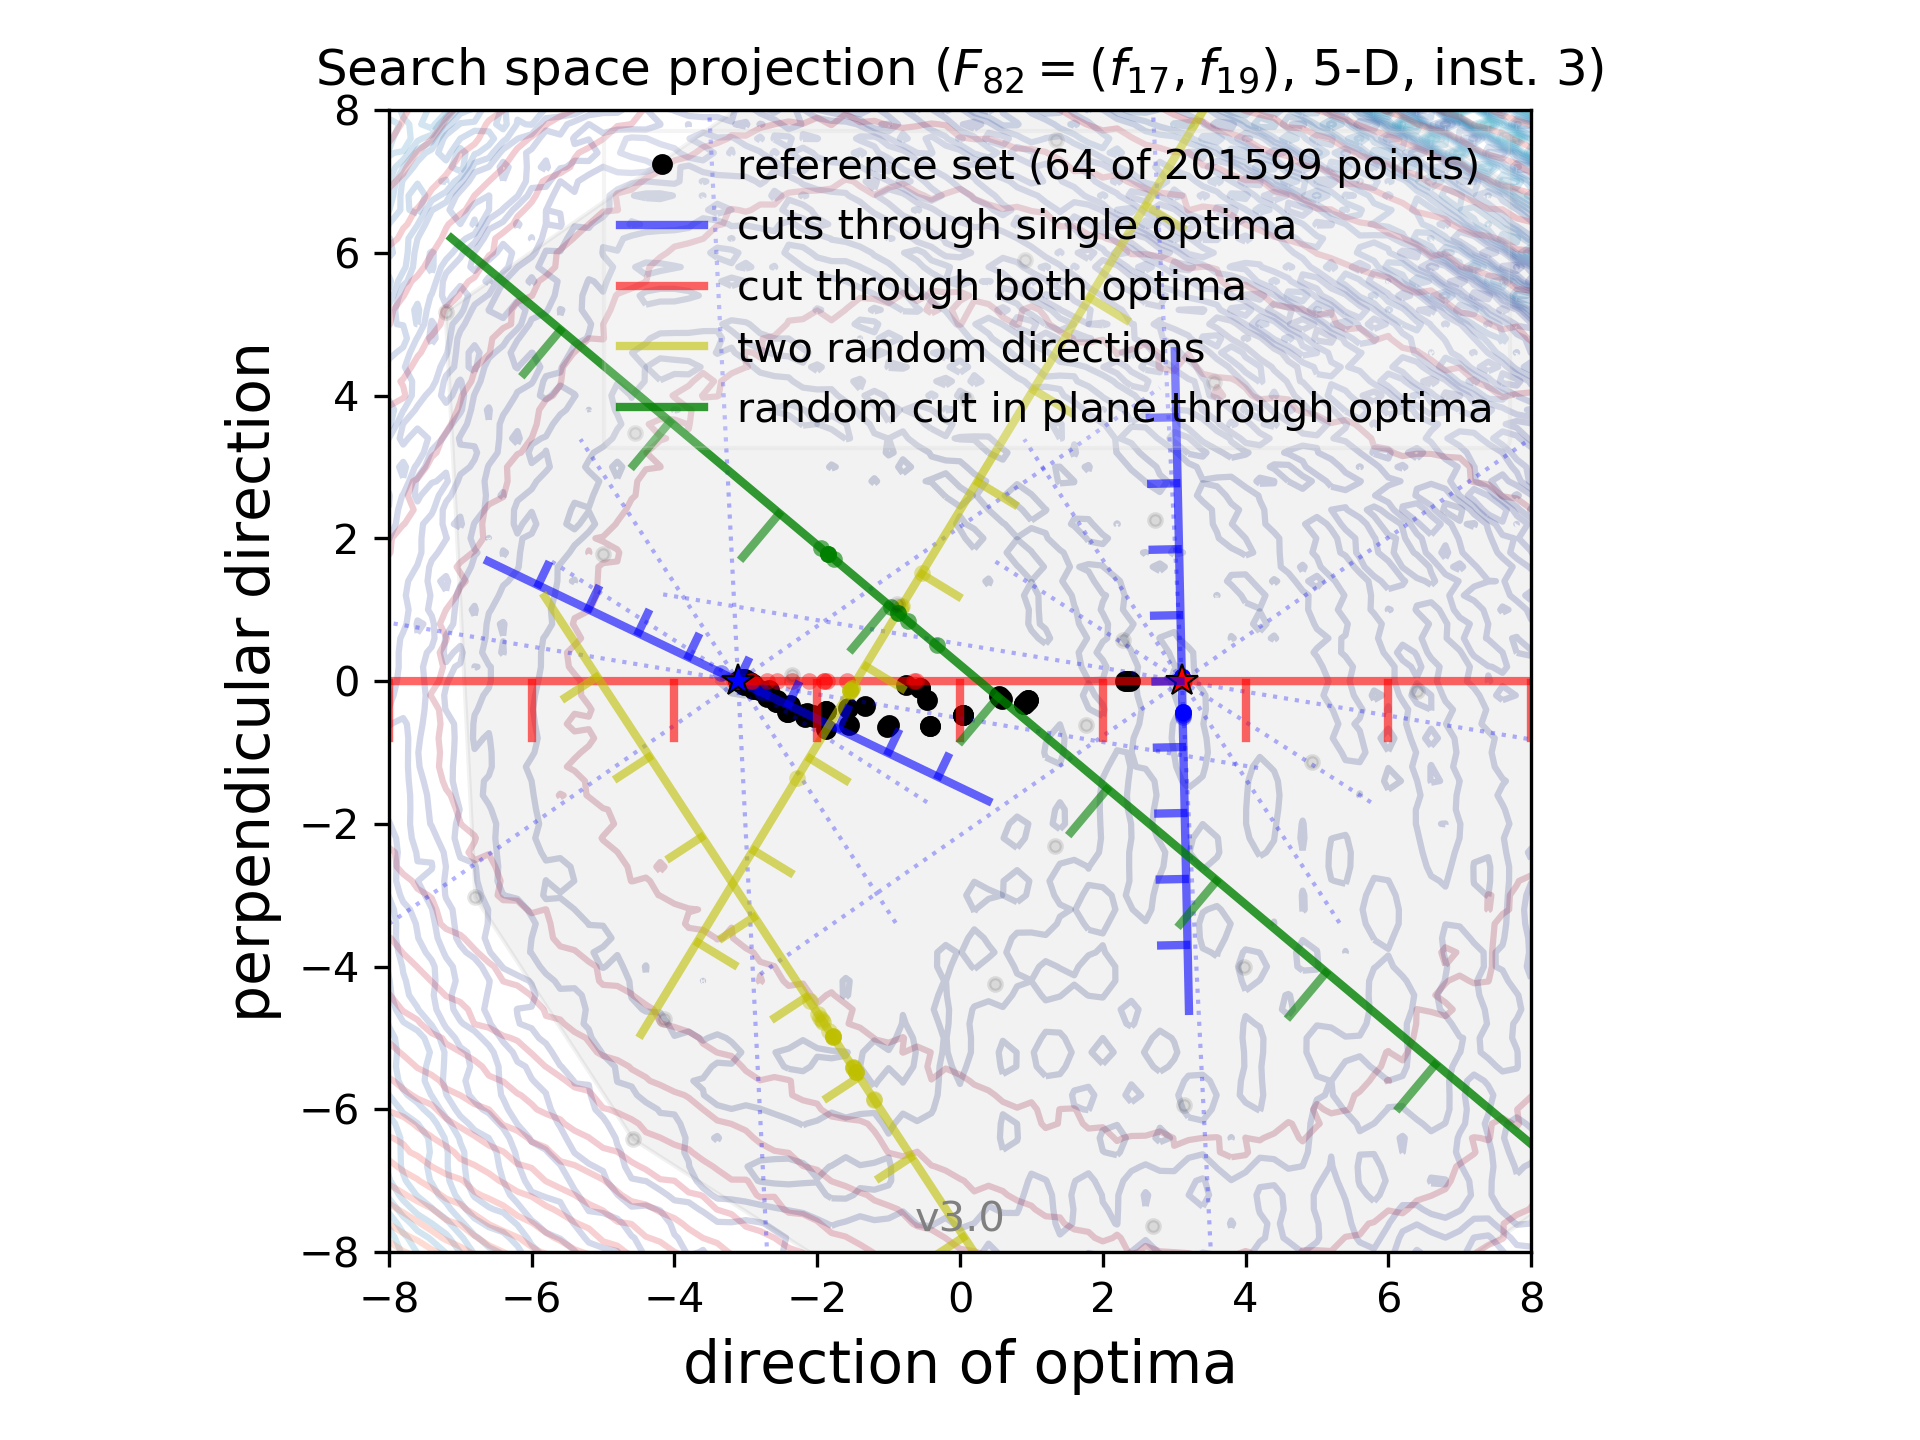 Search space projection (F82 = (f17, f19), 5-D, inst. 3)
8
6
4
2
0
−2
−4
−6
−8
perpendicular direction
reference set (64 of 201599 points)
cuts through single optima
cut through both optima
two random directions
random cut in plane through optima
v3.0
−8 −6 −4 −2 0 2 4 6 8
direction of optima